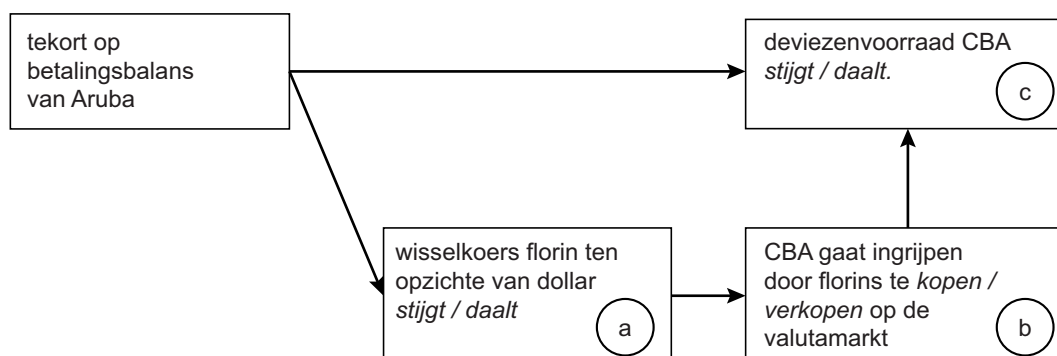 tekort op
betalingsbalans
van Aruba
deviezenvoorraad CBA
stijgt / daalt.
c
wisselkoers florin ten
opzichte van dollar
stijgt / daalt
a
CBA gaat ingrijpen
door florins te kopen /
verkopen op de
valutamarkt
b